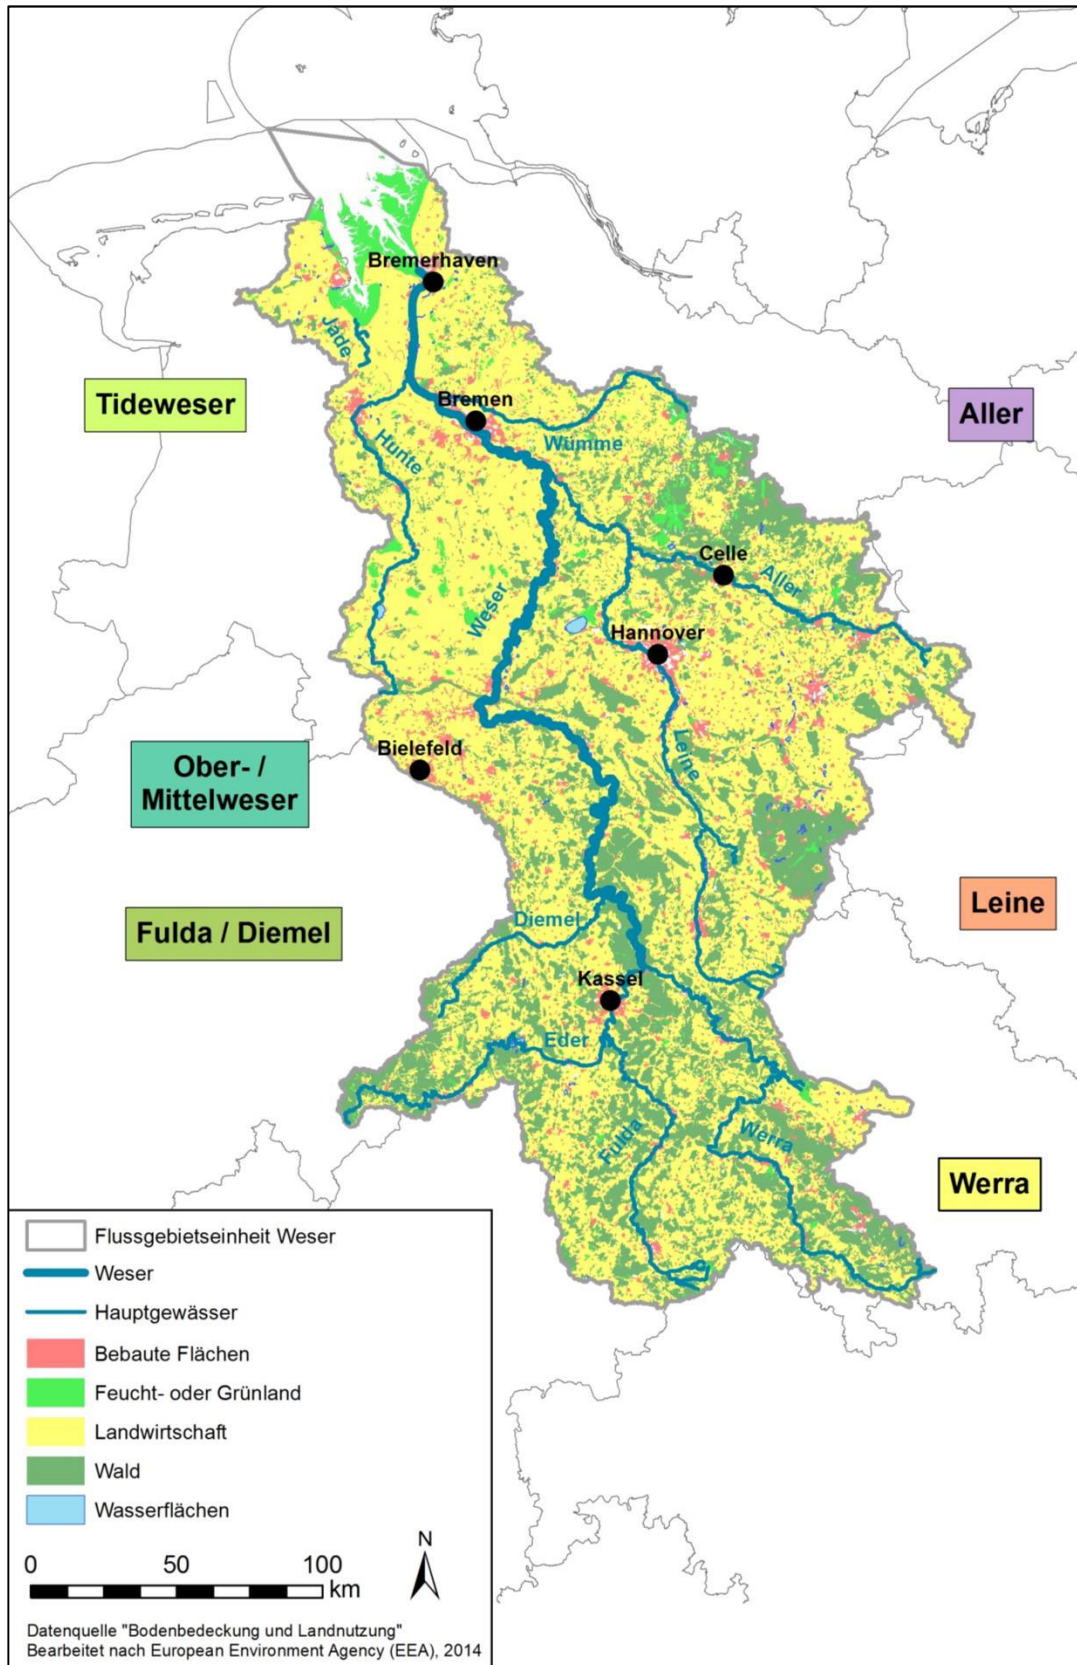 Bremerhaven
Jade
Tideweser
Aller
Bremen
Wümme
Hunte
Celle
Aller
Weser
Hannover
Leine
Bielefeld
Ober- /
Mittelweser
Leine
Diemel
Fulda / Diemel
Kassel
Eder
Fulda
Werra
Werra
Flussgebietseinheit Weser
Weser
Hauptgewässer
Bebaute Flächen
Feucht- oder Grünland
Landwirtschaft
Wald
Wasserflächen
N
0 50 100
km
Datenquelle "Bodenbedeckung und Landnutzung"
Bearbeitet nach European Environment Agency (EEA), 2014